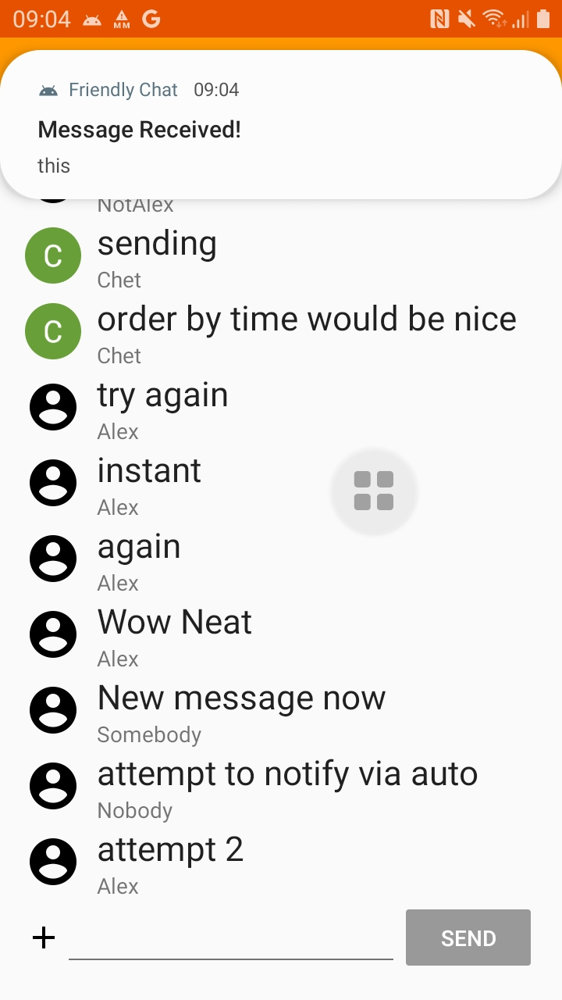 09:04
MM
G
Friendly Chat 09:04
Message Received!
this
NotAlex
C
sending
Chet
C
order by time would be nice
Chet
try again
Alex
instant
Alex
again
Alex
Wow Neat
Alex
New message now
Somebody
attempt to notify via auto
Nobody
attempt 2
Alex
SEND